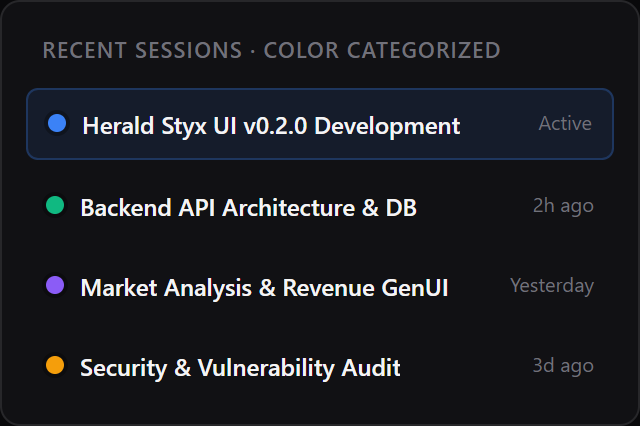 RECENT SESSIONS · COLOR CATEGORIZED
Herald Styx UI v0.2.0 Development Active
Backend API Architecture & DB 2h ago
Market Analysis & Revenue GenUI Yesterday
Security & Vulnerability Audit 3d ago